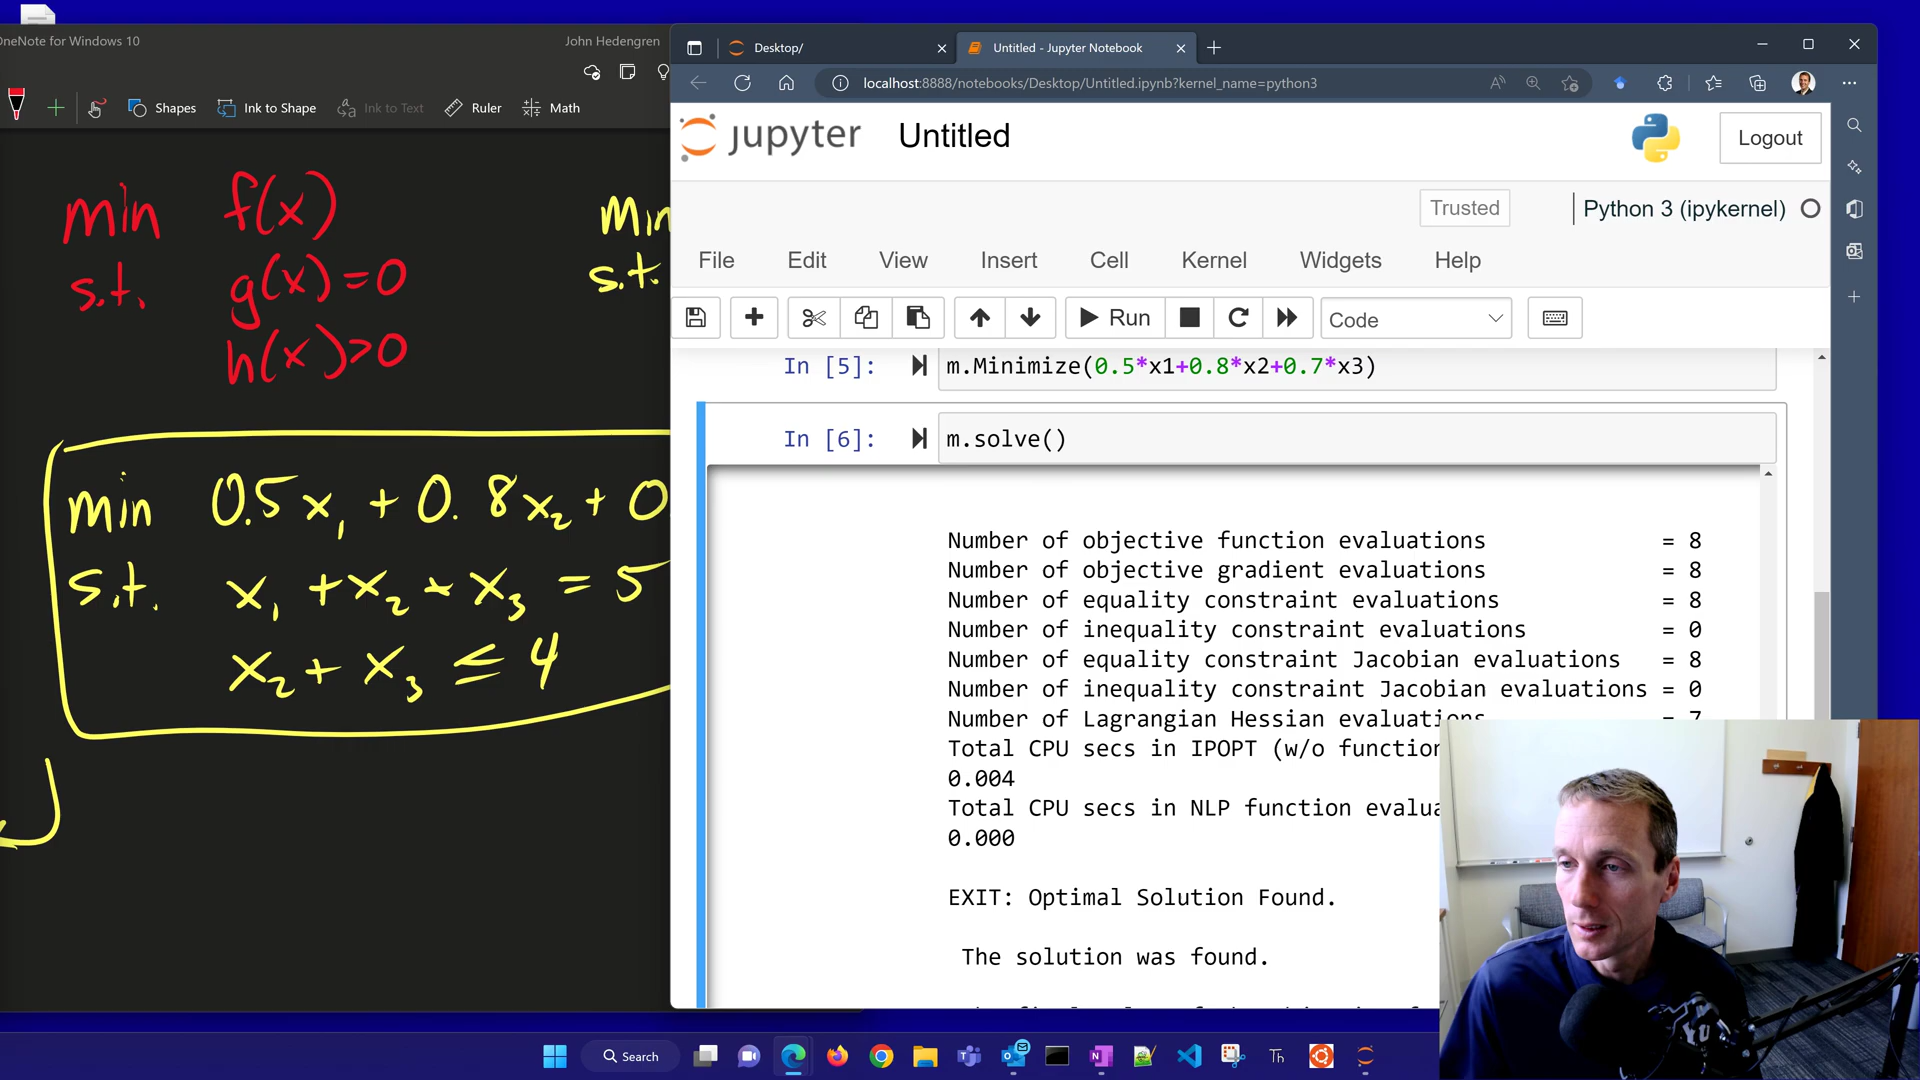 OneNote for Windows 10
John Hedengren
Shapes
Ink to Shape
Ink to Text
Ruler
Math
min f(x)
s.t. g(x)=0
h(x)>0
min
s.t.
min 0.5x₁ + 0.8x₂ + 0
s.t. x₁ + x₂ + x₃ = 5
x₂ + x₃ ≤ 4
Desktop/
Untitled - Jupyter Notebook
localhost:8888/notebooks/Desktop/Untitled.ipynb?kernel_name=python3
jupyter Untitled
Logout
Trusted
Python 3 (ipykernel)
File Edit View Insert Cell Kernel Widgets Help
Run
Code
In [5]: m.Minimize(0.5*x1+0.8*x2+0.7*x3)
In [6]: m.solve()
Number of objective function evaluations = 8
Number of objective gradient evaluations = 8
Number of equality constraint evaluations = 8
Number of inequality constraint evaluations = 0
Number of equality constraint Jacobian evaluations = 8
Number of inequality constraint Jacobian evaluations = 0
Number of Lagrangian Hessian evaluations = 7
Total CPU secs in IPOPT (w/o function
0.004
Total CPU secs in NLP function evalua
0.000
EXIT: Optimal Solution Found.
The solution was found.
Search